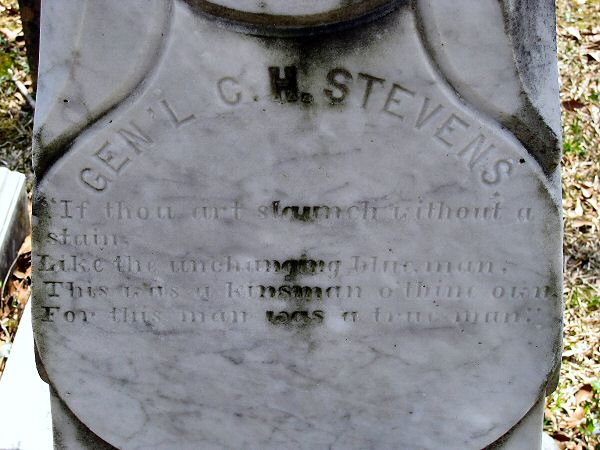 GEN'L C. H. STEVENS
"If thou art staunch without a
stain,
Like the unchanging blue, man,
This was a kinsman o' thine own
For this man was a true man."